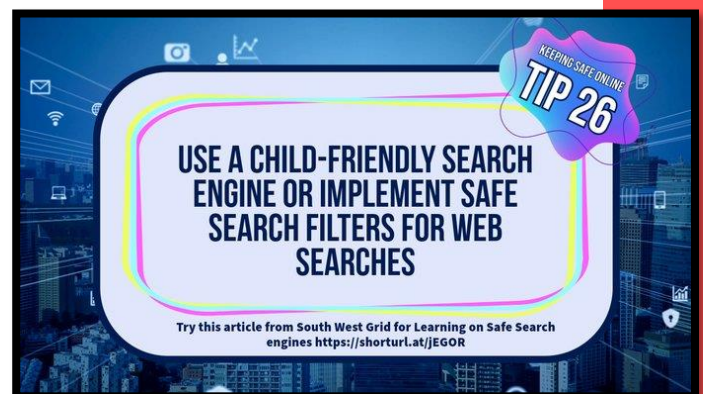 KEEPING SAFE ONLINE
TIP 26
USE A CHILD-FRIENDLY SEARCH
ENGINE OR IMPLEMENT SAFE
SEARCH FILTERS FOR WEB
SEARCHES
Try this article from South West Grid for Learning on Safe Search
engines https://shorturl.at/jEGOR